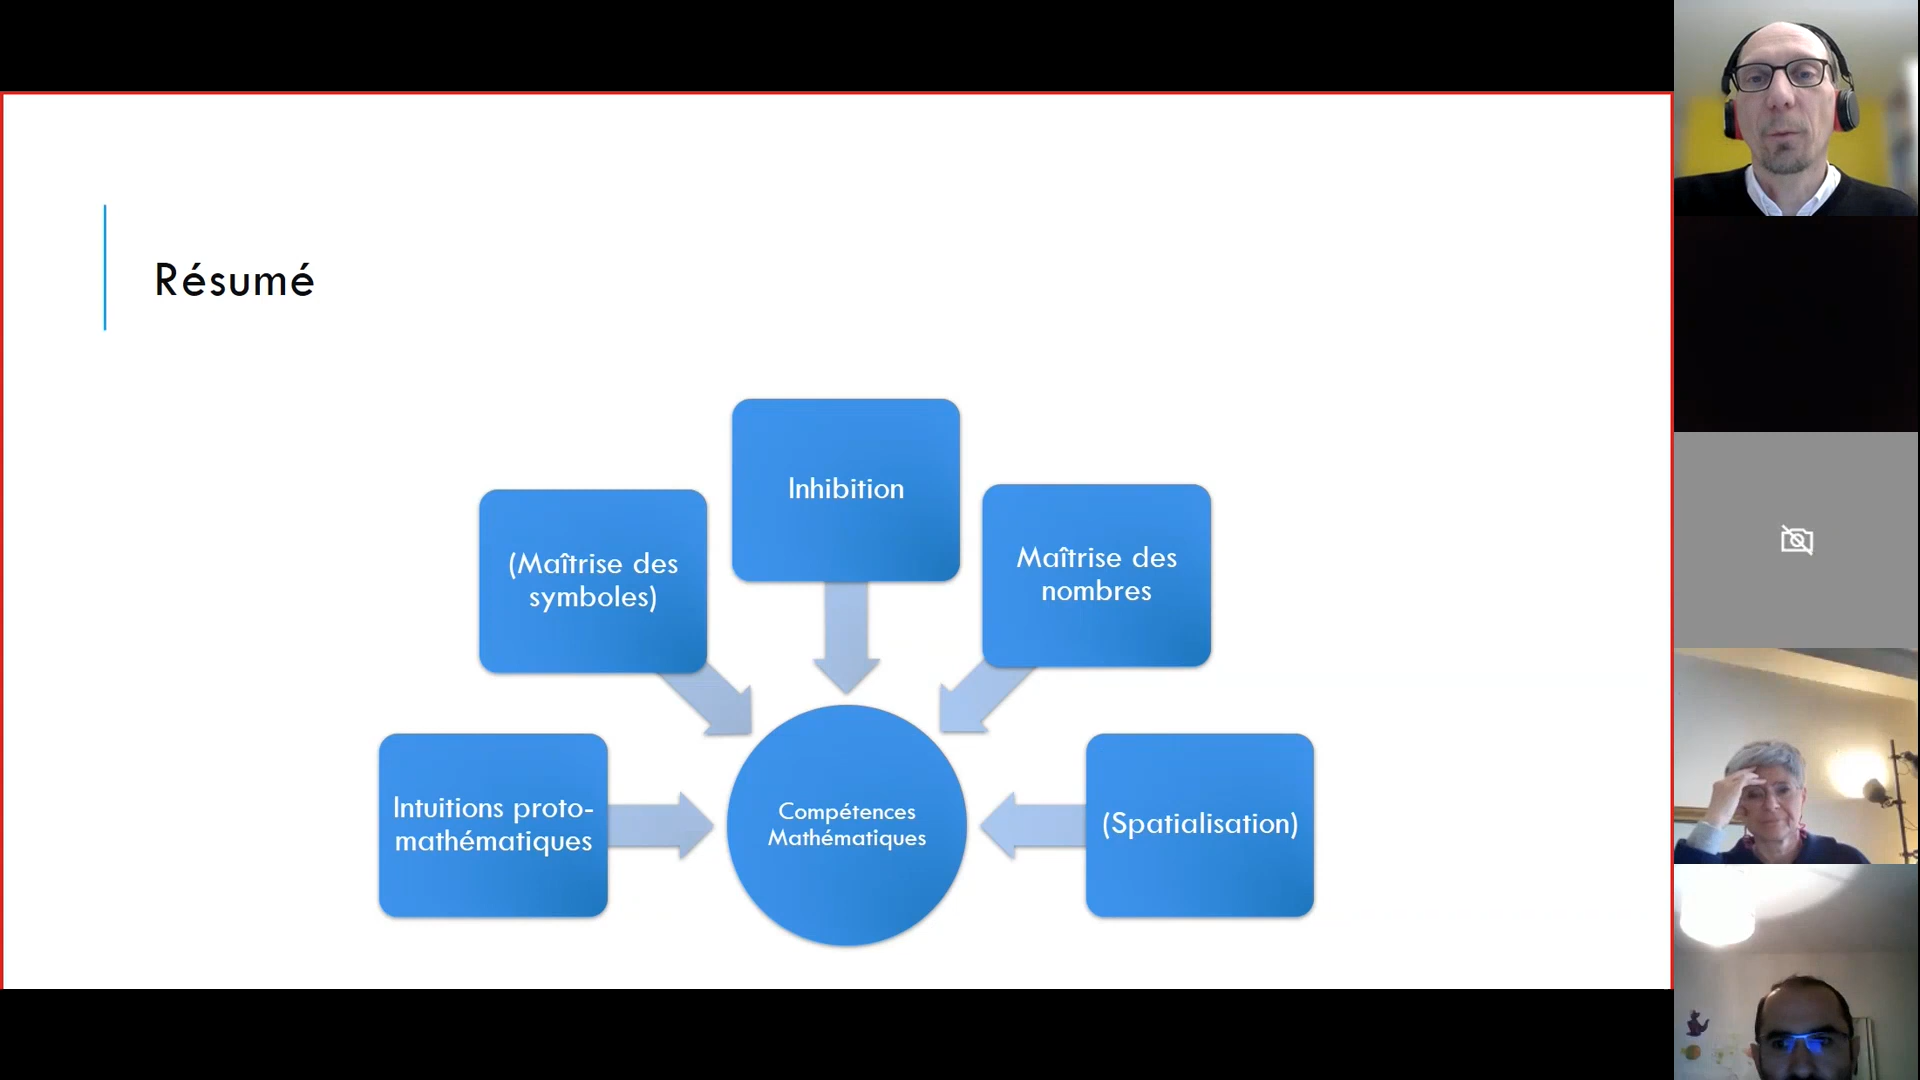 Résumé
Inhibition
(Maîtrise des
symboles)
Maîtrise des
nombres
Intuitions proto-
mathématiques
Compétences
Mathématiques
(Spatialisation)